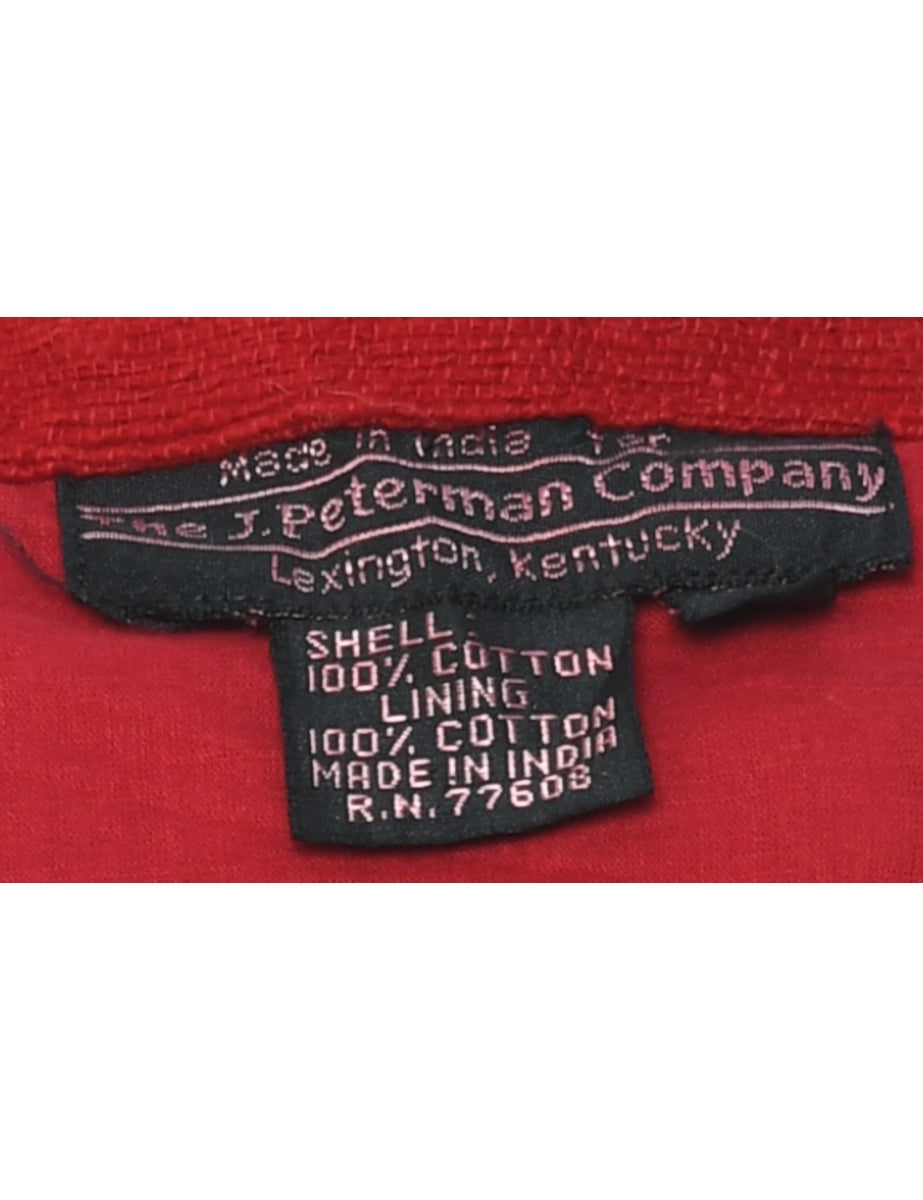 Made in India for
The J. Peterman Company
Lexington, Kentucky
SHELL:
100% COTTON
LINING
100% COTTON
MADE IN INDIA
R.N. 77608